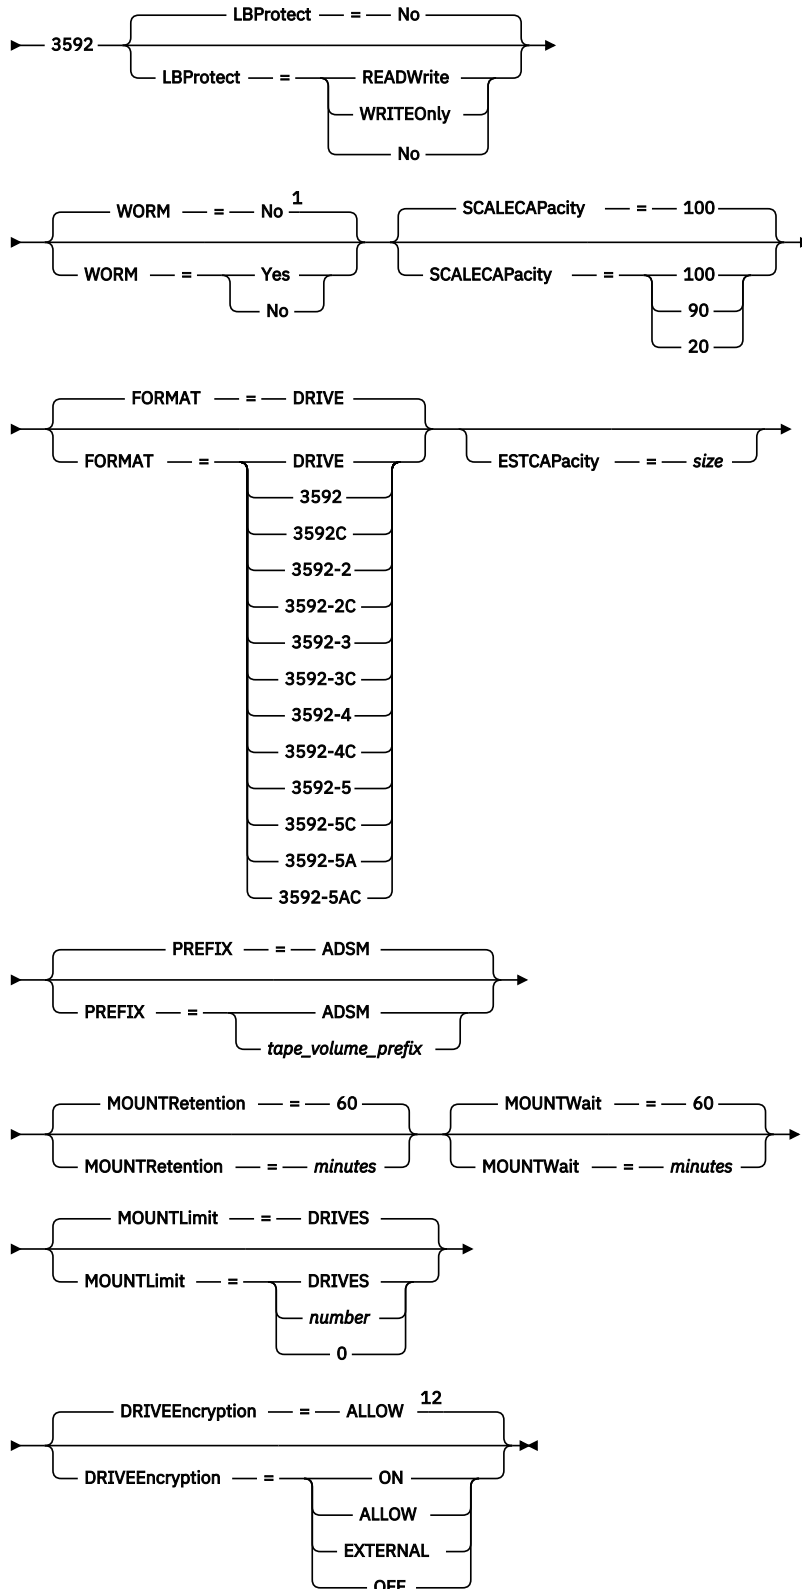 LBProtect = No
3592
LBProtect = READWrite
WRITEOnly
No
WORM = No 1 SCALECAPacity = 100
WORM = Yes SCALECAPacity = 100
No 90
20
FORMAT = DRIVE
FORMAT = DRIVE ESTCAPacity = size
3592
3592C
3592-2
3592-2C
3592-3
3592-3C
3592-4
3592-4C
3592-5
3592-5C
3592-5A
3592-5AC
PREFIX = ADSM
PREFIX = ADSM
tape_volume_prefix
MOUNTRetention = 60 MOUNTWait = 60
MOUNTRetention = minutes MOUNTWait = minutes
MOUNTLimit = DRIVES
MOUNTLimit = DRIVES
number
0
DRIVEEncryption = ALLOW 12
DRIVEEncryption = ON
ALLOW
EXTERNAL
OFF